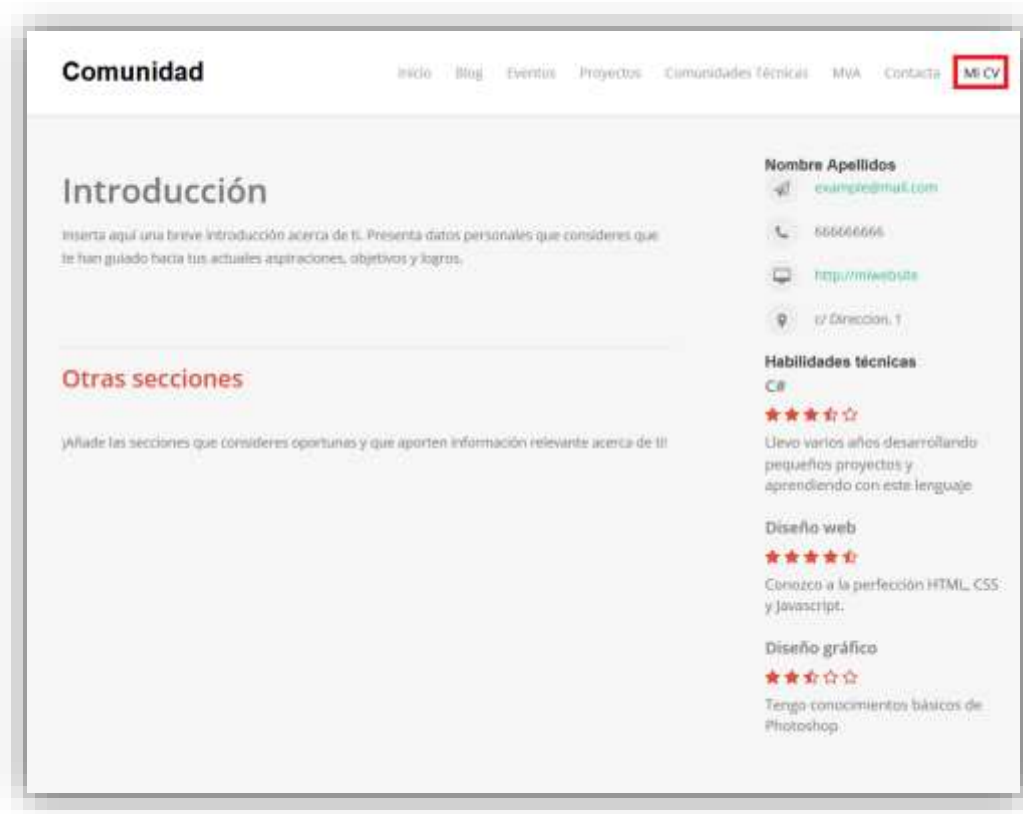 Comunidad
Inicio Blog Eventos Proyectos Comunidades Técnicas MVA Contacta Mi CV
Introducción
Inserta aquí una breve introducción acerca de ti. Presenta datos personales que consideres que
te han guiado hacia tus actuales aspiraciones, objetivos y logros.
Otras secciones
¡Añade las secciones que consideres oportunas y que aporten información relevante acerca de ti!
Nombre Apellidos
example@mail.com
666666666
http://miwebsite
c/ Direccion, 1
Habilidades técnicas
C#
Llevo varios años desarrollando
pequeños proyectos y
aprendiendo con este lenguaje
Diseño web
Conozco a la perfección HTML, CSS
y Javascript.
Diseño gráfico
Tengo conocimientos básicos de
Photoshop